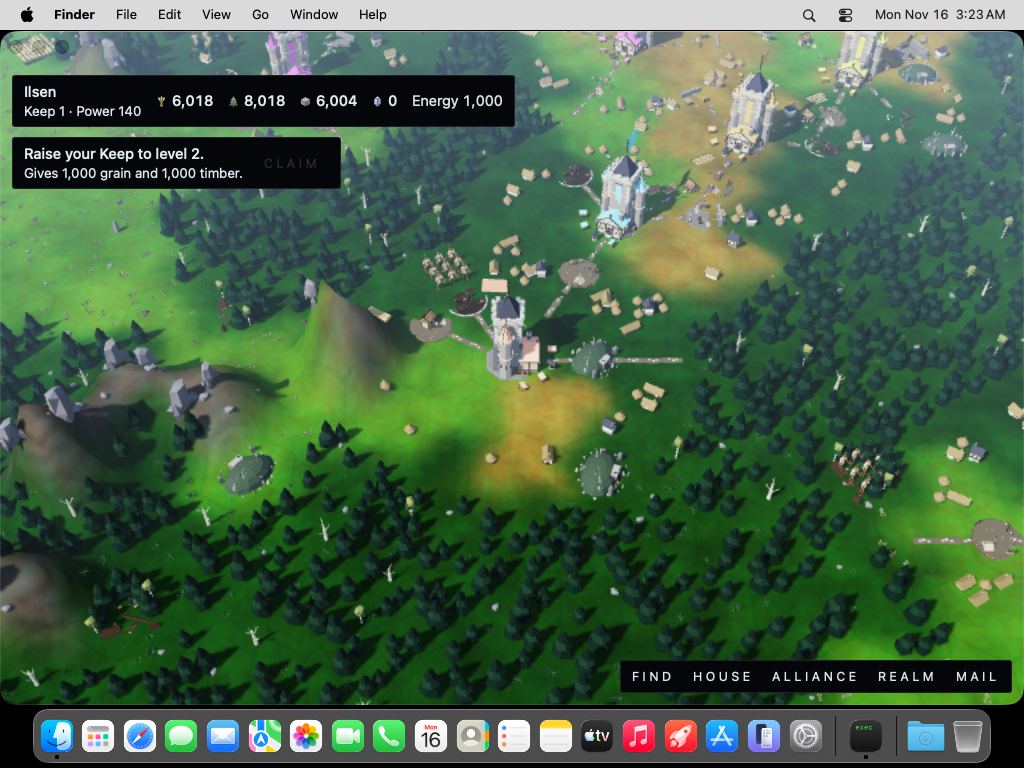 Finder File Edit View Go Window Help Mon Nov 16 3:23 AM
Ilsen
Keep 1 · Power 140 6,018 8,018 6,004 0 Energy 1,000
Raise your Keep to level 2.
CLAIM
Gives 1,000 grain and 1,000 timber.
FIND HOUSE ALLIANCE REALM MAIL
Mon
16
tv
exec